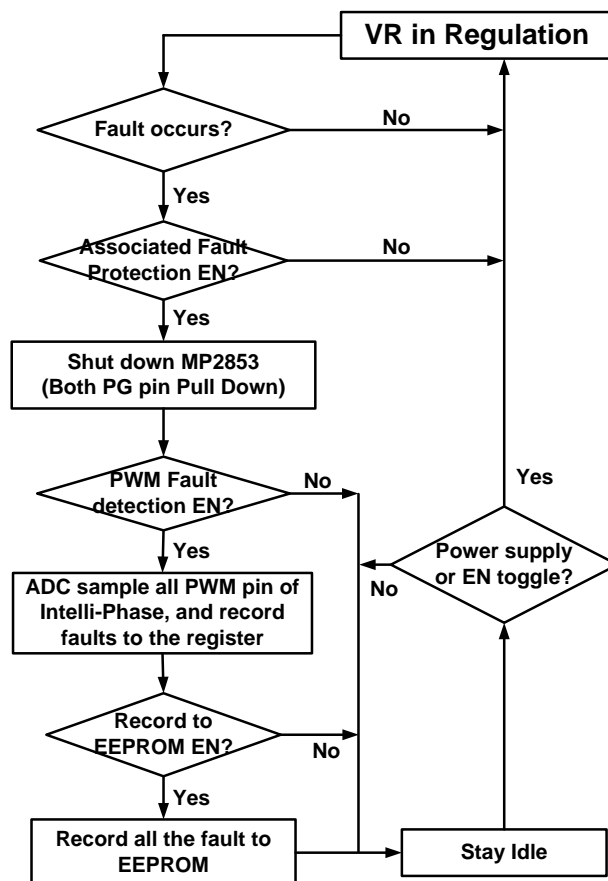 VR in Regulation
Fault occurs?
No
Yes
Associated Fault
Protection EN?
No
Yes
Shut down MP2853
(Both PG pin Pull Down)
PWM Fault
detection EN?
No
Yes
Yes
Power supply
or EN toggle?
No
ADC sample all PWM pin of
Intelli-Phase, and record
faults to the register
Record to
EEPROM EN?
No
Yes
Record all the fault to
EEPROM
Stay Idle